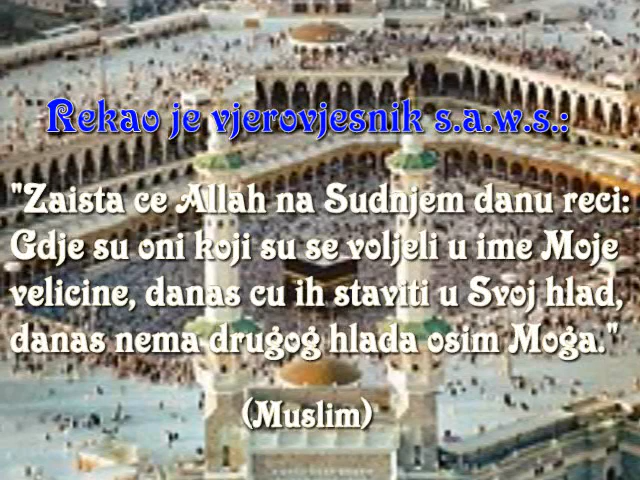 Rekao je vjerovjesnik s.a.w.s.:
"Zaista ce Allah na Sudnjem danu reci:
Gdje su oni koji su se voljeli u ime Moje
velicine, danas cu ih staviti u Svoj hlad,
danas nema drugog hlada osim Moga."
(Muslim)